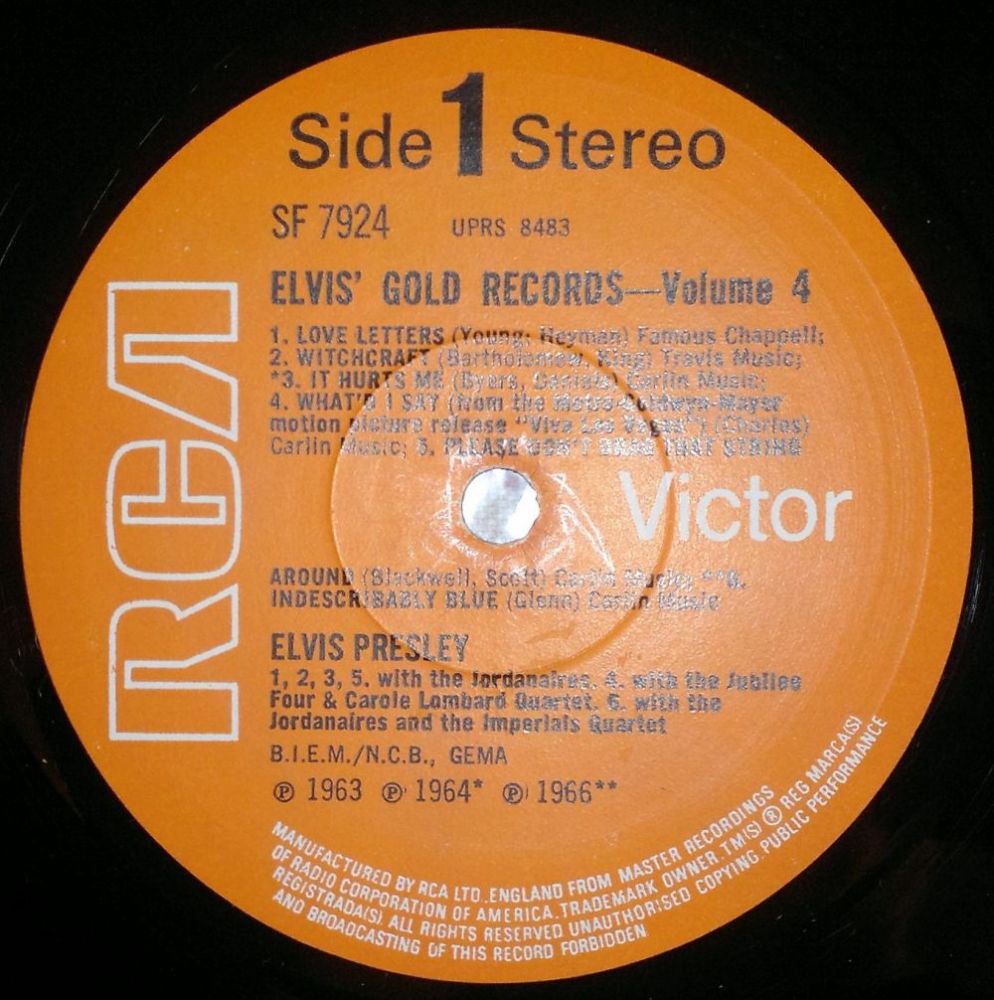 Side 1 Stereo
SF 7924 UPRS 8483
ELVIS' GOLD RECORDS—Volume 4
1. LOVE LETTERS (Young; Heyman) Famous Chappell;
2. WITCHCRAFT (Bartholomew, King) Travis Music;
*3. IT HURTS ME (Byers, Daniels) Carlin Music;
4. WHAT'D I SAY (from the Metro-Goldwyn-Mayer
motion picture release "Viva Las Vegas") (Charles)
Carlin Music; 5. PLEASE DON'T DRAG THAT STRING
RCA
Victor
AROUND (Blackwell, Scott) Carlin Music; **6.
INDESCRIBABLY BLUE (Glenn) Carlin Music
ELVIS PRESLEY
1, 2, 3, 5. with the Jordanaires. 4. with the Jubilee
Four & Carole Lombard Quartet. 6. with the
Jordanaires and the Imperials Quartet
B.I.E.M./N.C.B., GEMA
℗ 1963 ℗ 1964* ℗ 1966**
MANUFACTURED BY RCA LTD. ENGLAND FROM MASTER RECORDINGS
OF RADIO CORPORATION OF AMERICA. TRADEMARK OWNER. TM(S) ® REG MARCA(S)
REGISTRADA(S) ALL RIGHTS RESERVED UNAUTHORISED COPYING. PUBLIC PERFORMANCE
AND BROADCASTING OF THIS RECORD FORBIDDEN